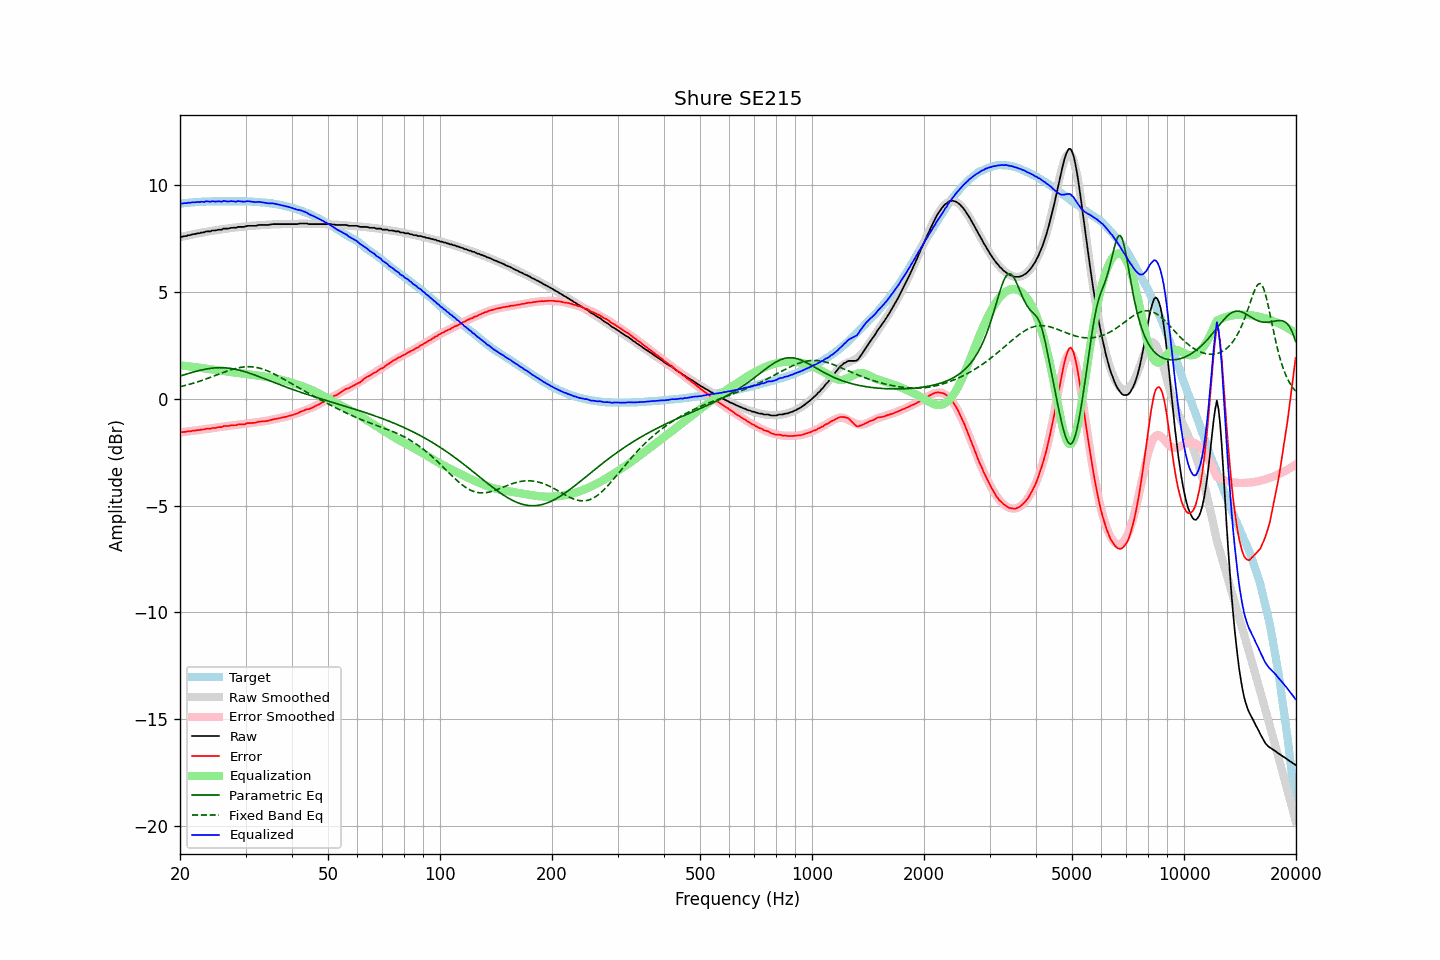 Shure SE215
Amplitude (dBr)
10
5
0
−5
−10
−15
−20
Target
Raw Smoothed
Error Smoothed
Raw
Error
Equalization
Parametric Eq
Fixed Band Eq
Equalized
20 50 100 200 500 1000 2000 5000 10000 20000
Frequency (Hz)